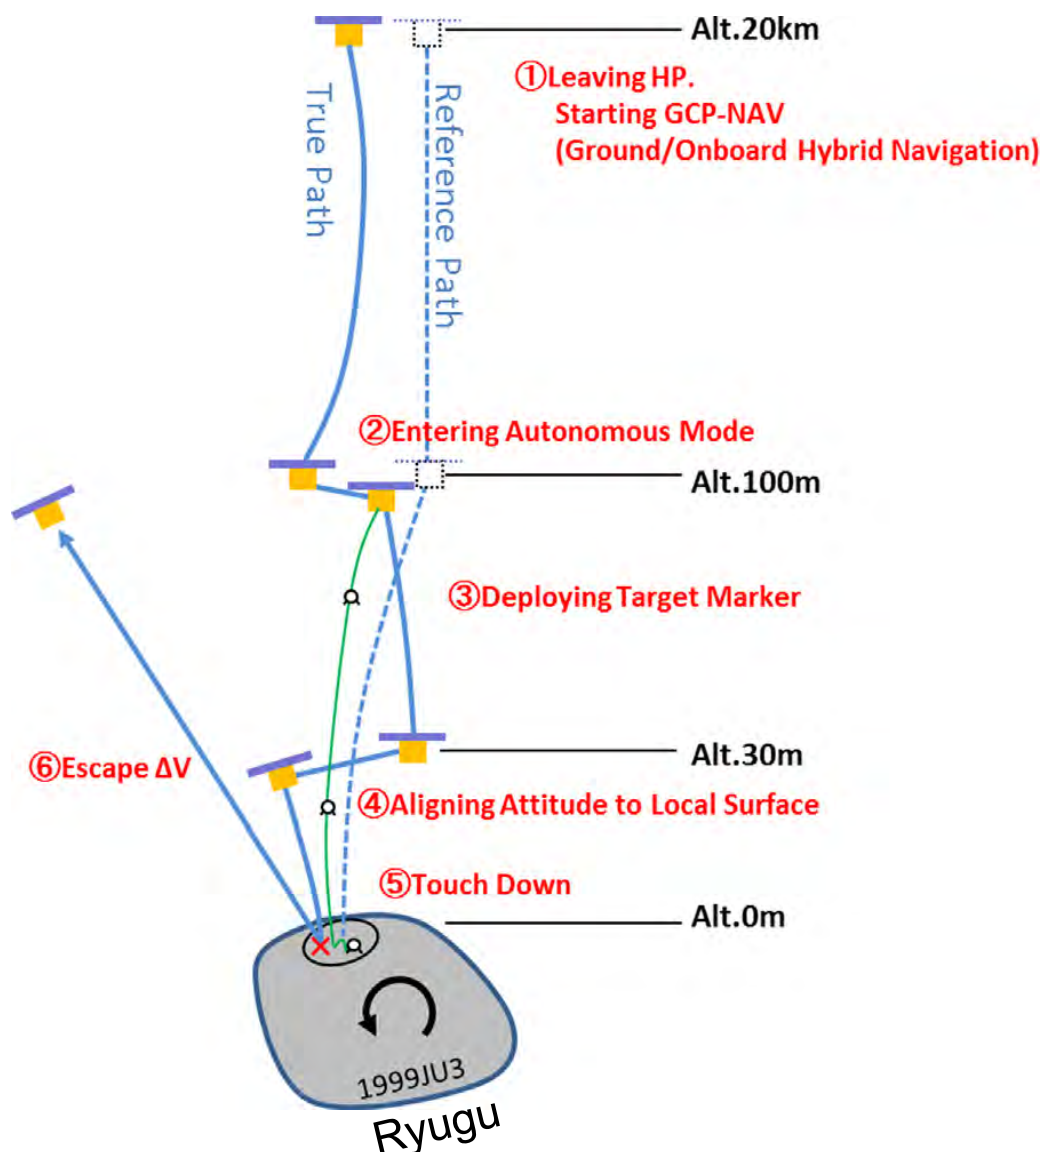 Alt.20km
①Leaving HP.
Starting GCP-NAV
(Ground/Onboard Hybrid Navigation)
True Path
Reference Path
②Entering Autonomous Mode
Alt.100m
③Deploying Target Marker
Alt.30m
⑥Escape ΔV
④Aligning Attitude to Local Surface
⑤Touch Down
Alt.0m
1999JU3
Ryugu